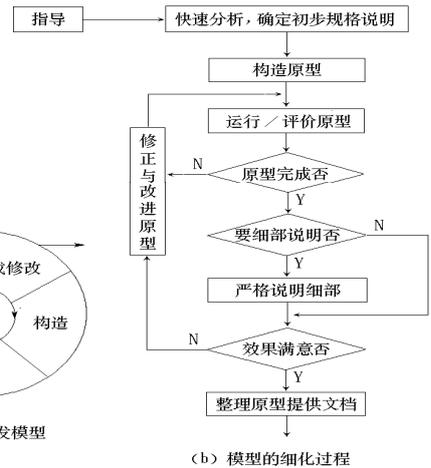 指导
快速分析，确定初步规格说明
构造原型
运行／评价原型
修正与改进原型
N
原型完成否
Y
要细部说明否
N
Y
严格说明细部
N
效果满意否
Y
整理原型提供文档
修改
构造
发模型
（b）模型的细化过程